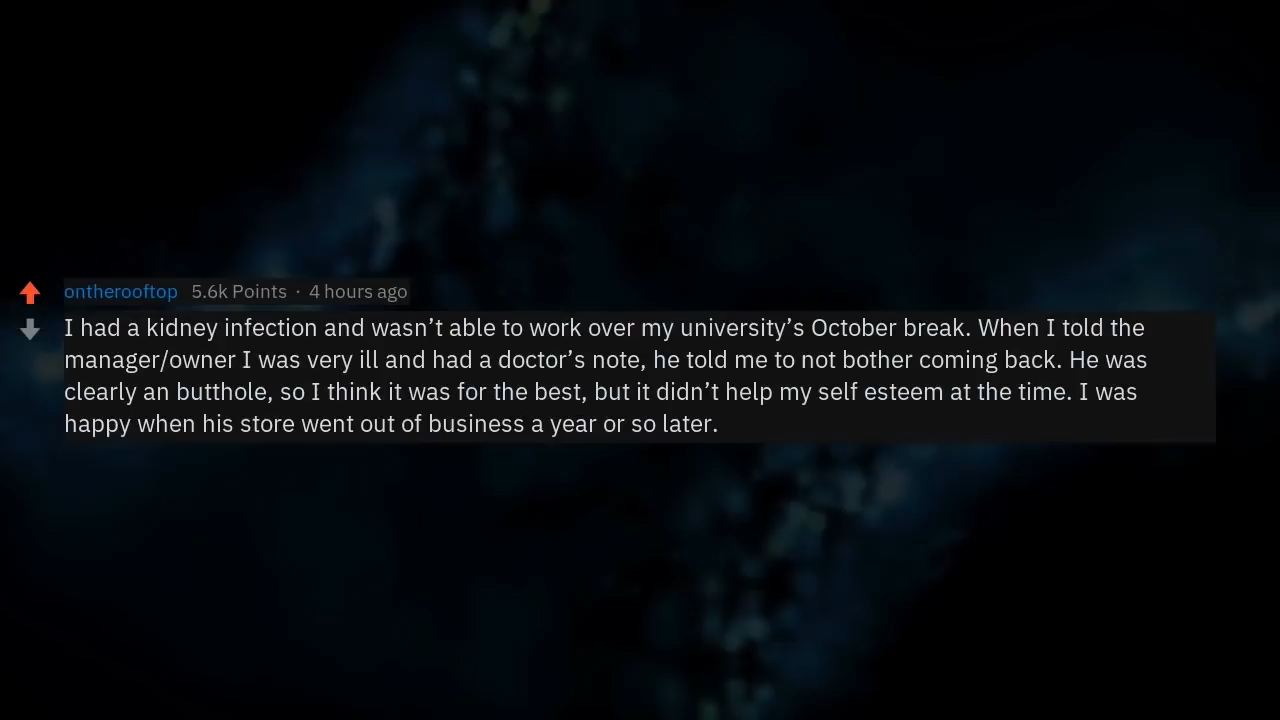 ontherooftop 5.6k Points · 4 hours ago
I had a kidney infection and wasn’t able to work over my university’s October break. When I told the
manager/owner I was very ill and had a doctor’s note, he told me to not bother coming back. He was
clearly an butthole, so I think it was for the best, but it didn’t help my self esteem at the time. I was
happy when his store went out of business a year or so later.